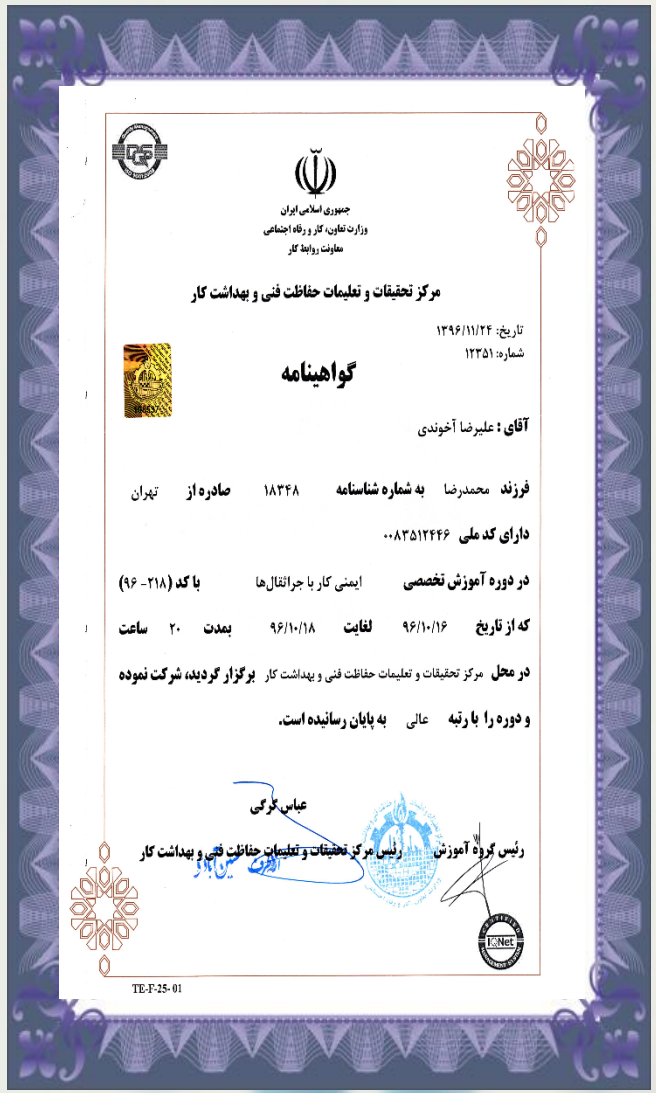 جمهوری اسلامی ایران
وزارت تعاون، کار و رفاه اجتماعی
معاونت روابط کار
مرکز تحقیقات و تعلیمات حفاظت فنی و بهداشت کار
تاریخ: ۱۳۹۶/۱۱/۲۴
شماره: ۱۲۳۵۱
گواهینامه
آقای : علیرضا آخوندی
فرزند محمدرضا به شماره شناسنامه ۱۸۳۴۸ صادره از تهران
دارای کد ملی ۰۰۸۳۵۱۲۴۴۶
در دوره آموزش تخصصی ایمنی کار با جراثقال‌ها با کد (۲۱۸- ۹۶)
که از تاریخ ۹۶/۱۰/۱۶ لغایت ۹۶/۱۰/۱۸ بمدت ۲۰ ساعت
در محل مرکز تحقیقات و تعلیمات حفاظت فنی و بهداشت کار برگزار گردید، شرکت نموده
و دوره را با رتبه عالی به پایان رسانیده است.
عباس گرگی
رئیس گروه آموزش رئیس مرکز تحقیقات و تعلیمات حفاظت فنی و بهداشت کار
CERTIFIED
IQNet
MANAGEMENT SYSTEM
TE-F-25- 01